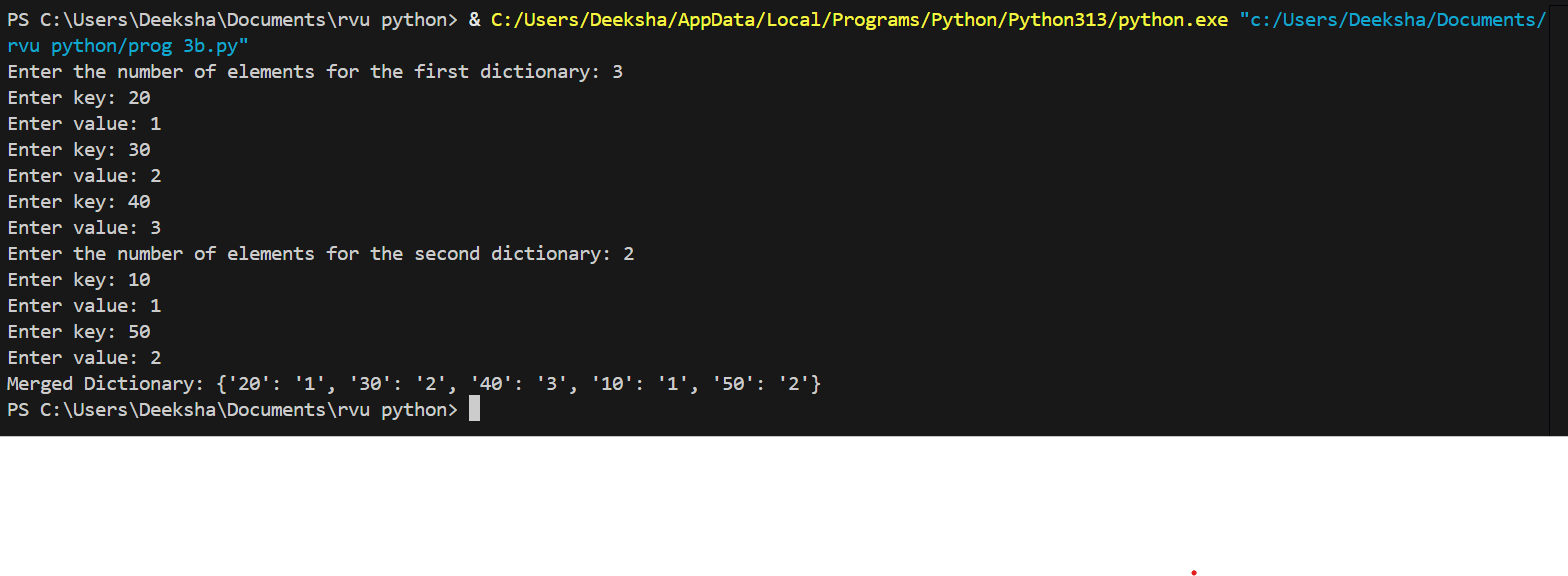 PS C:\Users\Deeksha\Documents\rvu python> & C:/Users/Deeksha/AppData/Local/Programs/Python/Python313/python.exe "c:/Users/Deeksha/Documents/
rvu python/prog 3b.py"
Enter the number of elements for the first dictionary: 3
Enter key: 20
Enter value: 1
Enter key: 30
Enter value: 2
Enter key: 40
Enter value: 3
Enter the number of elements for the second dictionary: 2
Enter key: 10
Enter value: 1
Enter key: 50
Enter value: 2
Merged Dictionary: {'20': '1', '30': '2', '40': '3', '10': '1', '50': '2'}
PS C:\Users\Deeksha\Documents\rvu python>